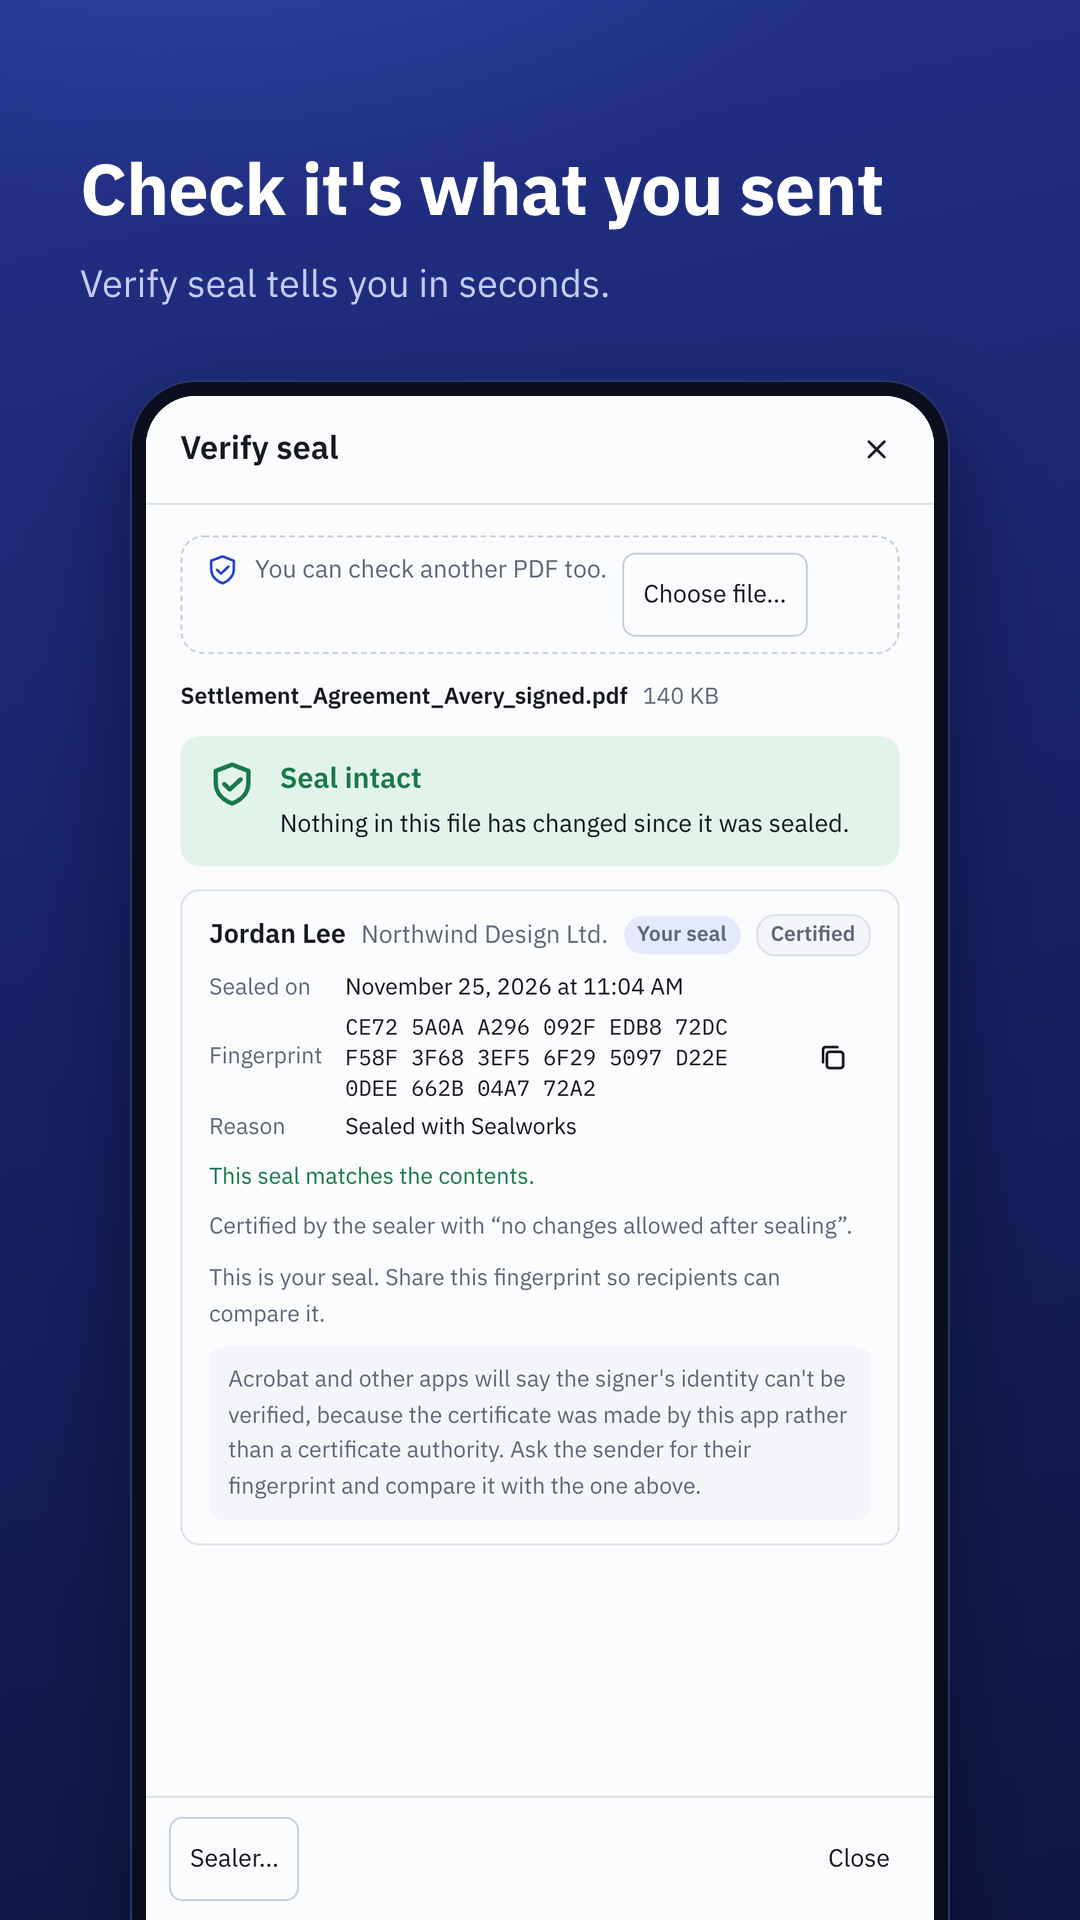 Check it's what you sent
Verify seal tells you in seconds.
Verify seal
You can check another PDF too.
Choose file...
Settlement_Agreement_Avery_signed.pdf 140 KB
Seal intact
Nothing in this file has changed since it was sealed.
Jordan Lee Northwind Design Ltd. Your seal Certified
Sealed on November 25, 2026 at 11:04 AM
Fingerprint
CE72 5A0A A296 092F EDB8 72DC
F58F 3F68 3EF5 6F29 5097 D22E
0DEE 662B 04A7 72A2
Reason Sealed with Sealworks
This seal matches the contents.
Certified by the sealer with “no changes allowed after sealing”.
This is your seal. Share this fingerprint so recipients can
compare it.
Acrobat and other apps will say the signer's identity can't be
verified, because the certificate was made by this app rather
than a certificate authority. Ask the sender for their
fingerprint and compare it with the one above.
Sealer...
Close